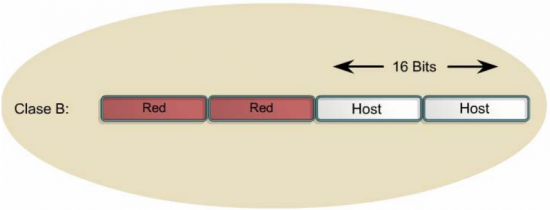 16 Bits
Clase B: Red Red Host Host